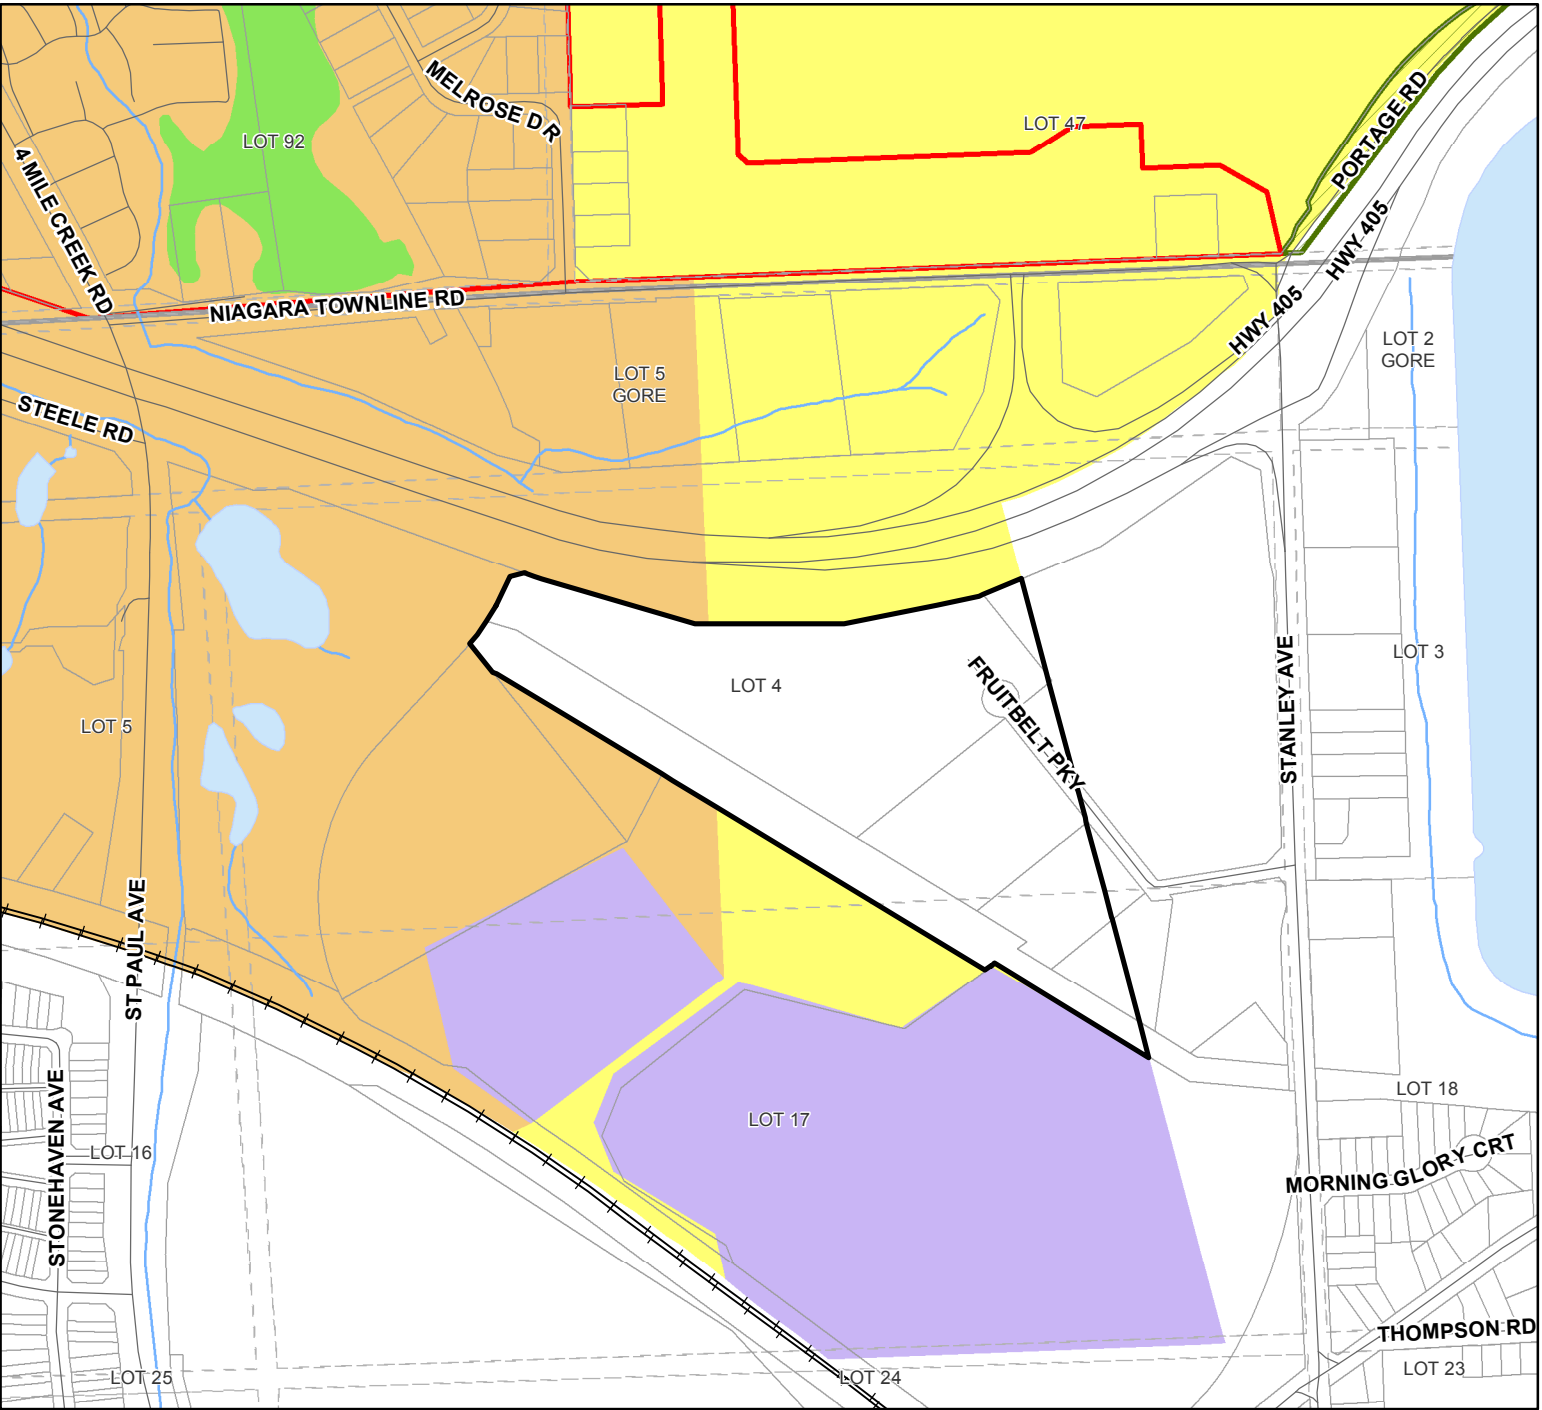 MELROSE D R
LOT 92
LOT 47
PORTAGE RD
4 MILE CREEK RD
HWY 405
NIAGARA TOWNLINE RD
HWY 405
LOT 2
GORE
LOT 5
GORE
STEELE RD
LOT 3
LOT 4
FRUITBELT PKY
STANLEY AVE
LOT 5
ST PAUL AVE
LOT 18
LOT 17
STONEHAVEN AVE
LOT 16
MORNING GLORY CRT
THOMPSON RD
LOT 23
LOT 25
LOT 24